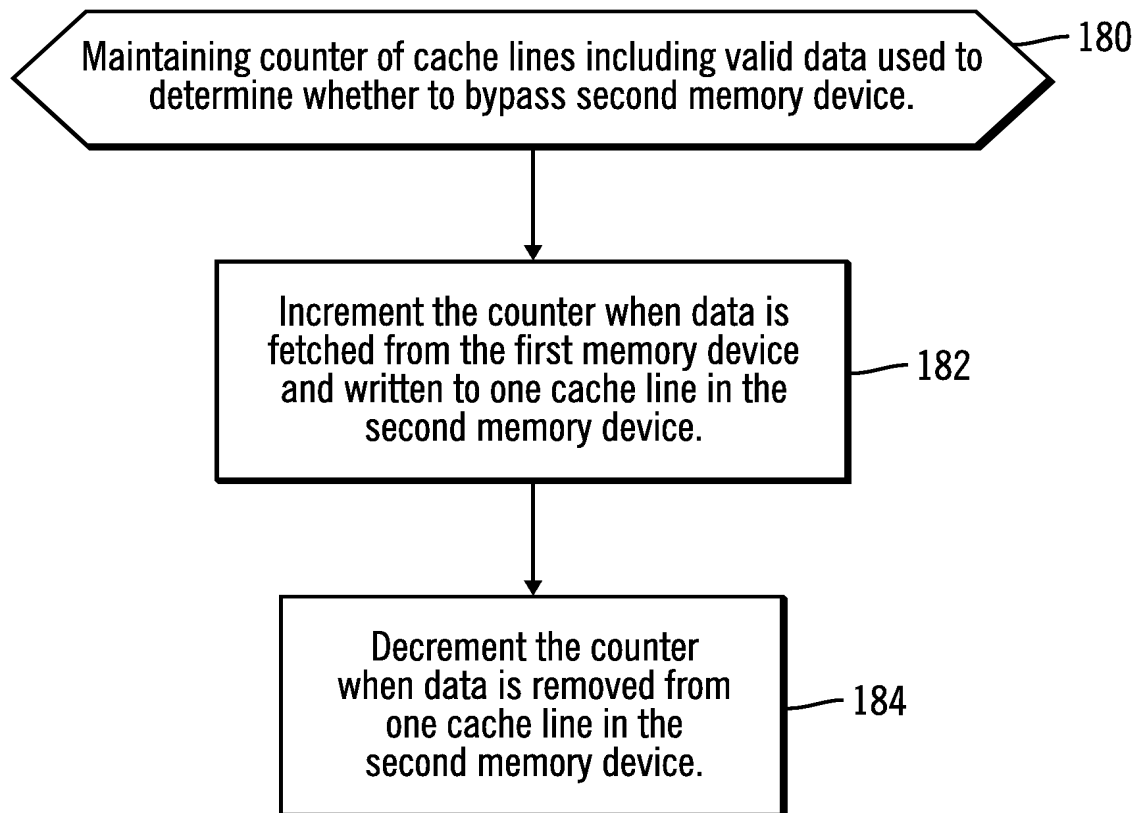 Maintaining counter of cache lines including valid data used to
determine whether to bypass second memory device.
180
Increment the counter when data is
fetched from the first memory device
and written to one cache line in the
second memory device.
182
Decrement the counter
when data is removed from
one cache line in the
second memory device.
184